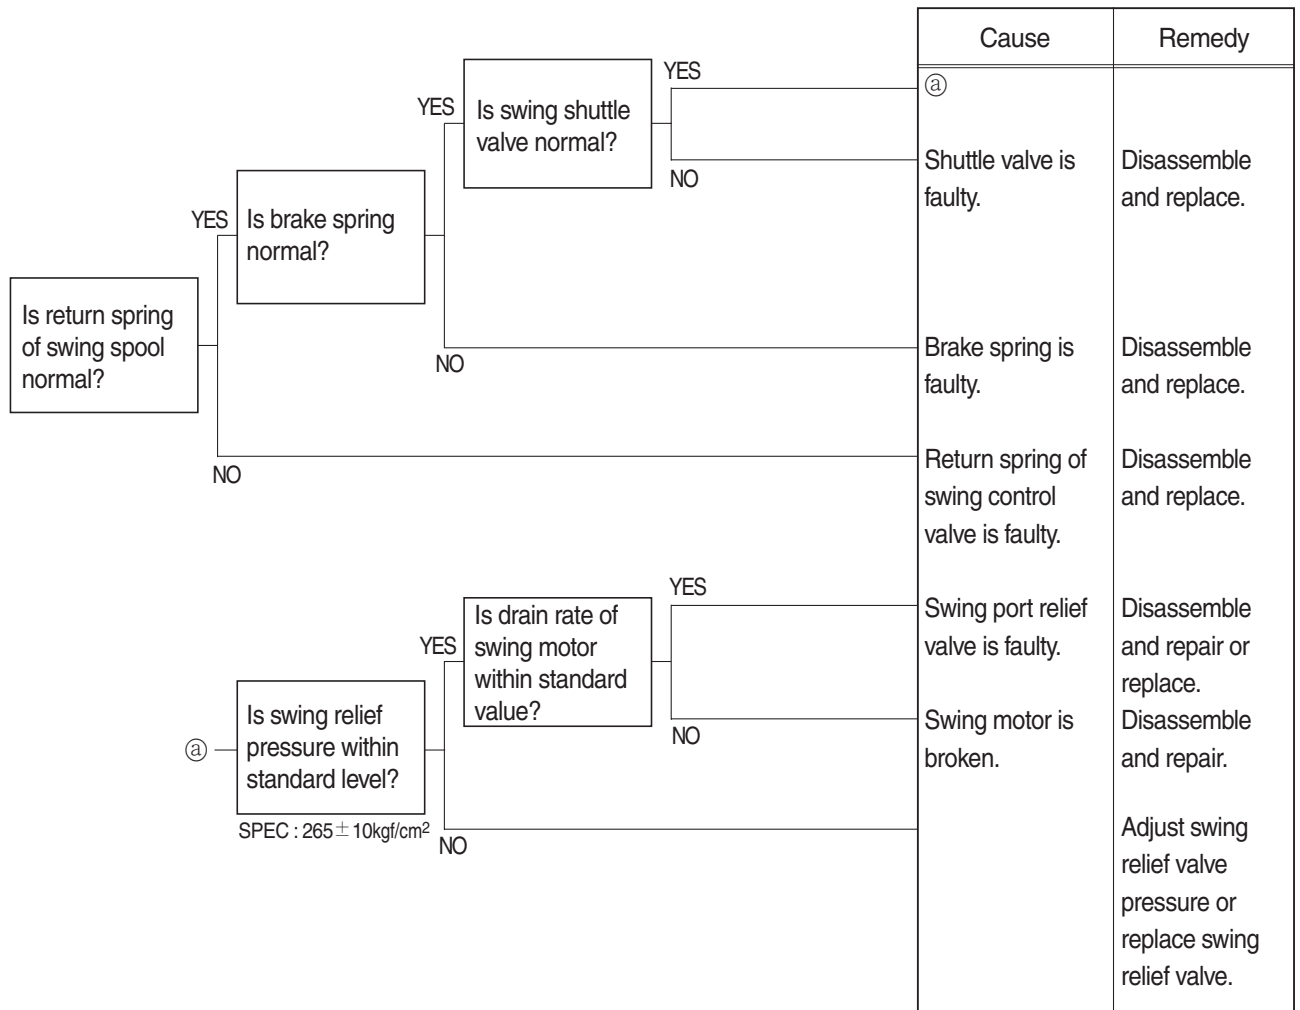 Cause
Remedy
YES
ⓐ
YES
Is swing shuttle
valve normal?
NO
Shuttle valve is
faulty.
Disassemble
and replace.
YES
Is brake spring
normal?
Is return spring
of swing spool
normal?
NO
Brake spring is
faulty.
Disassemble
and replace.
NO
Return spring of
swing control
valve is faulty.
Disassemble
and replace.
YES
Is drain rate of
swing motor
within standard
value?
YES
Swing port relief
valve is faulty.
Disassemble
and repair or
replace.
NO
Swing motor is
broken.
Disassemble
and repair.
ⓐ
Is swing relief
pressure within
standard level?
SPEC : 265±10kgf/cm²
NO
Adjust swing
relief valve
pressure or
replace swing
relief valve.